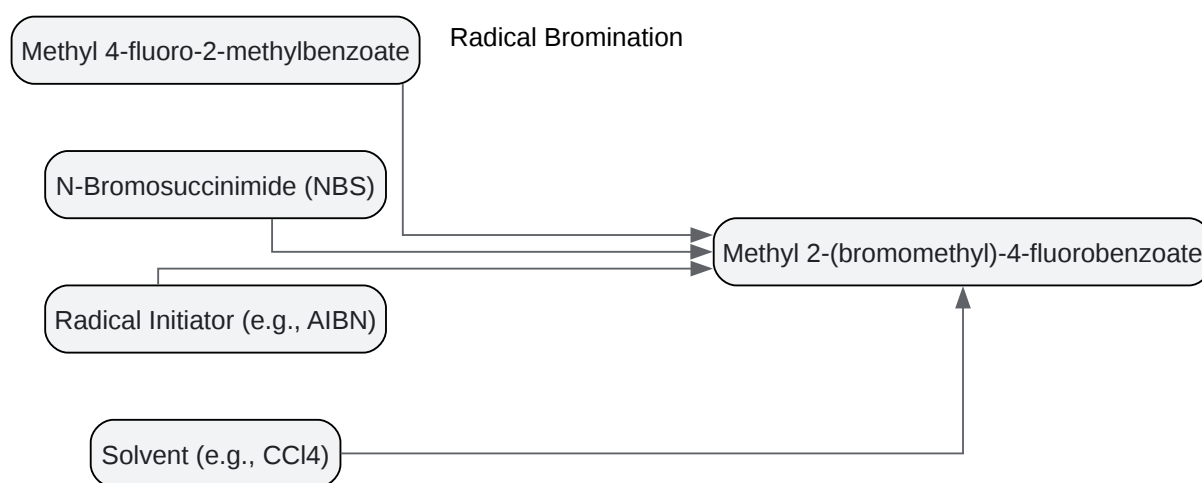 Methyl 4-fluoro-2-methylbenzoate
Radical Bromination
N-Bromosuccinimide (NBS)
Methyl 2-(bromomethyl)-4-fluorobenzoate
Radical Initiator (e.g., AIBN)
Solvent (e.g., CCl4)